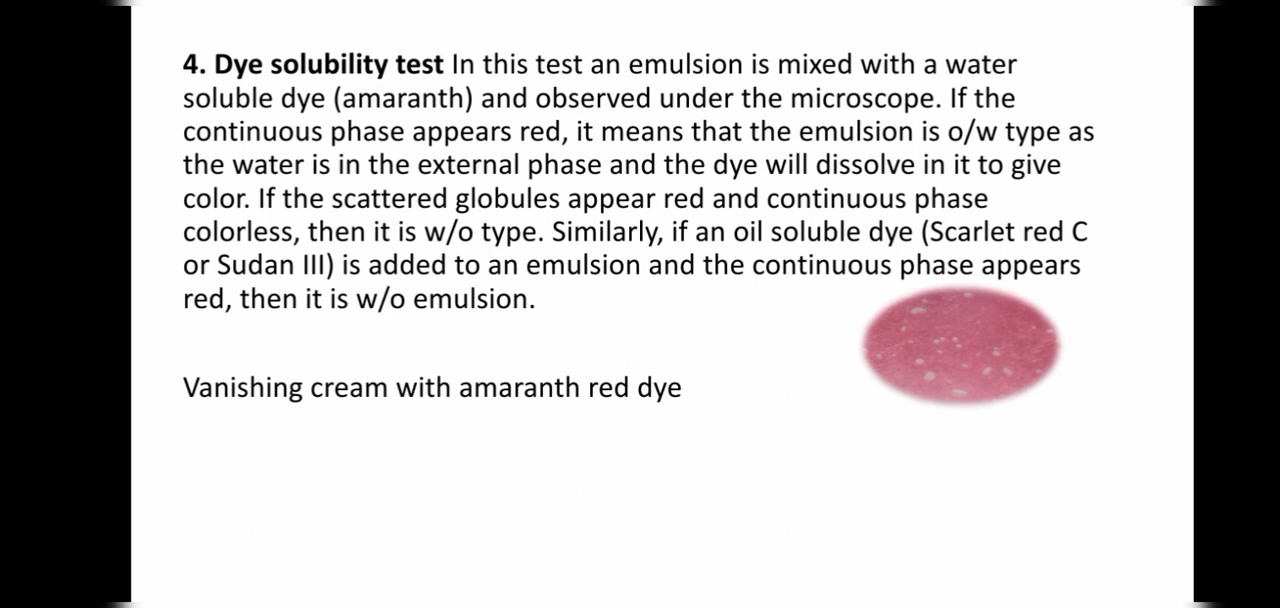 4. Dye solubility test In this test an emulsion is mixed with a water
soluble dye (amaranth) and observed under the microscope. If the
continuous phase appears red, it means that the emulsion is o/w type as
the water is in the external phase and the dye will dissolve in it to give
color. If the scattered globules appear red and continuous phase
colorless, then it is w/o type. Similarly, if an oil soluble dye (Scarlet red C
or Sudan III) is added to an emulsion and the continuous phase appears
red, then it is w/o emulsion.
Vanishing cream with amaranth red dye